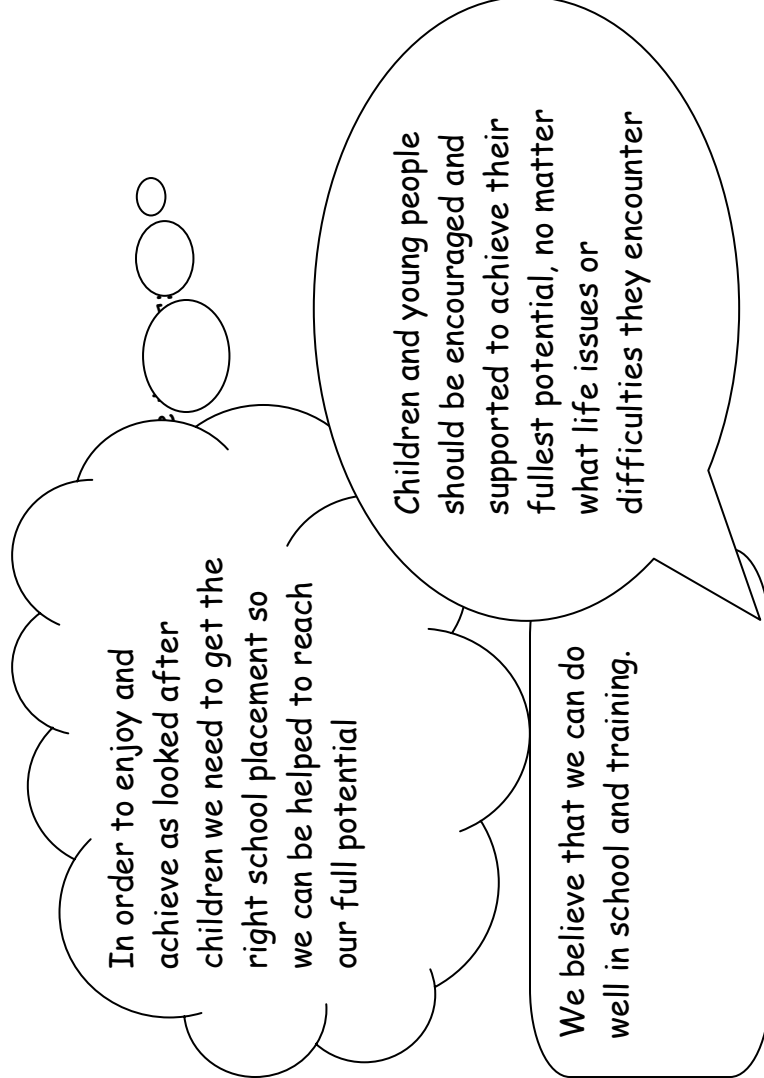 In order to enjoy and
achieve as looked after
children we need to get the
right school placement so
we can be helped to reach
our full potential
Children and young people
should be encouraged and
supported to achieve their
fullest potential, no matter
what life issues or
difficulties they encounter
We believe that we can do
well in school and training.